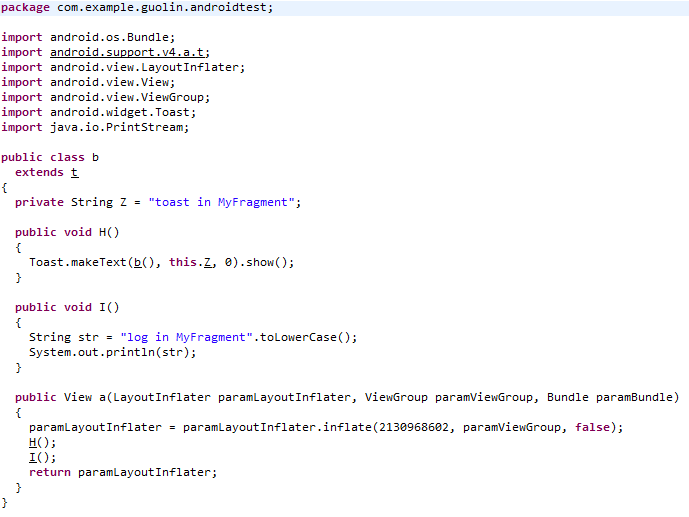 package com.example.guolin.androidtest;
import android.os.Bundle;
import android.support.v4.a.t;
import android.view.LayoutInflater;
import android.view.View;
import android.view.ViewGroup;
import android.widget.Toast;
import java.io.PrintStream;
public class b
extends t
{
private String Z = "toast in MyFragment";
public void H()
{
Toast.makeText(b(), this.Z, 0).show();
}
public void I()
{
String str = "log in MyFragment".toLowerCase();
System.out.println(str);
}
public View a(LayoutInflater paramLayoutInflater, ViewGroup paramViewGroup, Bundle paramBundle)
{
paramLayoutInflater = paramLayoutInflater.inflate(2130968602, paramViewGroup, false);
H();
I();
return paramLayoutInflater;
}
}